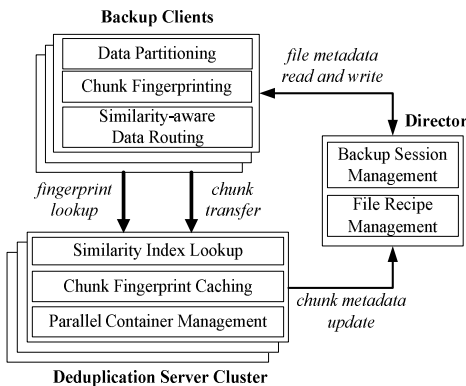 Backup Clients
Data Partitioning
Chunk Fingerprinting
Similarity-aware
Data Routing
file metadata
read and write
Director
Backup Session
Management
File Recipe
Management
fingerprint
lookup
chunk
transfer
Similarity Index Lookup
Chunk Fingerprint Caching
Parallel Container Management
chunk metadata
update
Deduplication Server Cluster